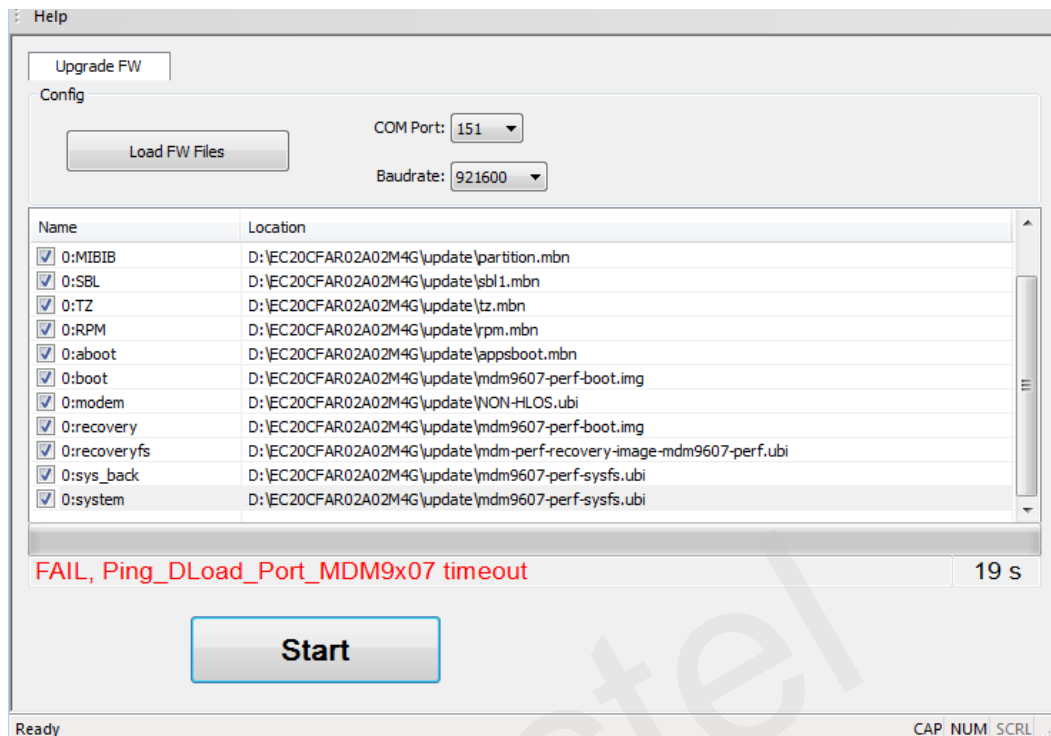 Help
Upgrade FW
Config
Load FW Files
COM Port: 151
Baudrate: 921600
Name Location
0:MIBIB D:\EC20CFAR02A02M4G\update\partition.mbn
0:SBL D:\EC20CFAR02A02M4G\update\sbl1.mbn
0:TZ D:\EC20CFAR02A02M4G\update\tz.mbn
0:RPM D:\EC20CFAR02A02M4G\update\rpm.mbn
0:aboot D:\EC20CFAR02A02M4G\update\appsboot.mbn
0:boot D:\EC20CFAR02A02M4G\update\mdm9607-perf-boot.img
0:modem D:\EC20CFAR02A02M4G\update\NON-HLOS.ubi
0:recovery D:\EC20CFAR02A02M4G\update\mdm9607-perf-boot.img
0:recoveryfs D:\EC20CFAR02A02M4G\update\mdm-perf-recovery-image-mdm9607-perf.ubi
0:sys_back D:\EC20CFAR02A02M4G\update\mdm9607-perf-sysfs.ubi
0:system D:\EC20CFAR02A02M4G\update\mdm9607-perf-sysfs.ubi
FAIL, Ping_DLoad_Port_MDM9x07 timeout 19 s
Start
Ready CAP NUM SCRL